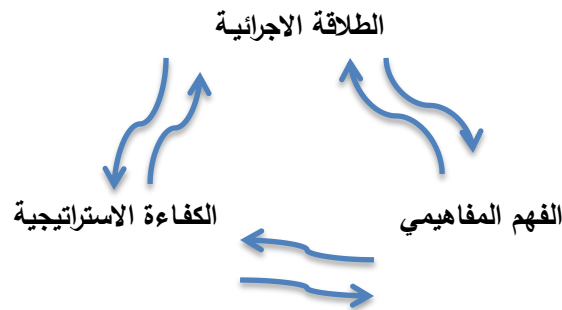 الطلاقة الاجرائية
الفهم المفاهيمي
الكفاءة الاستراتيجية